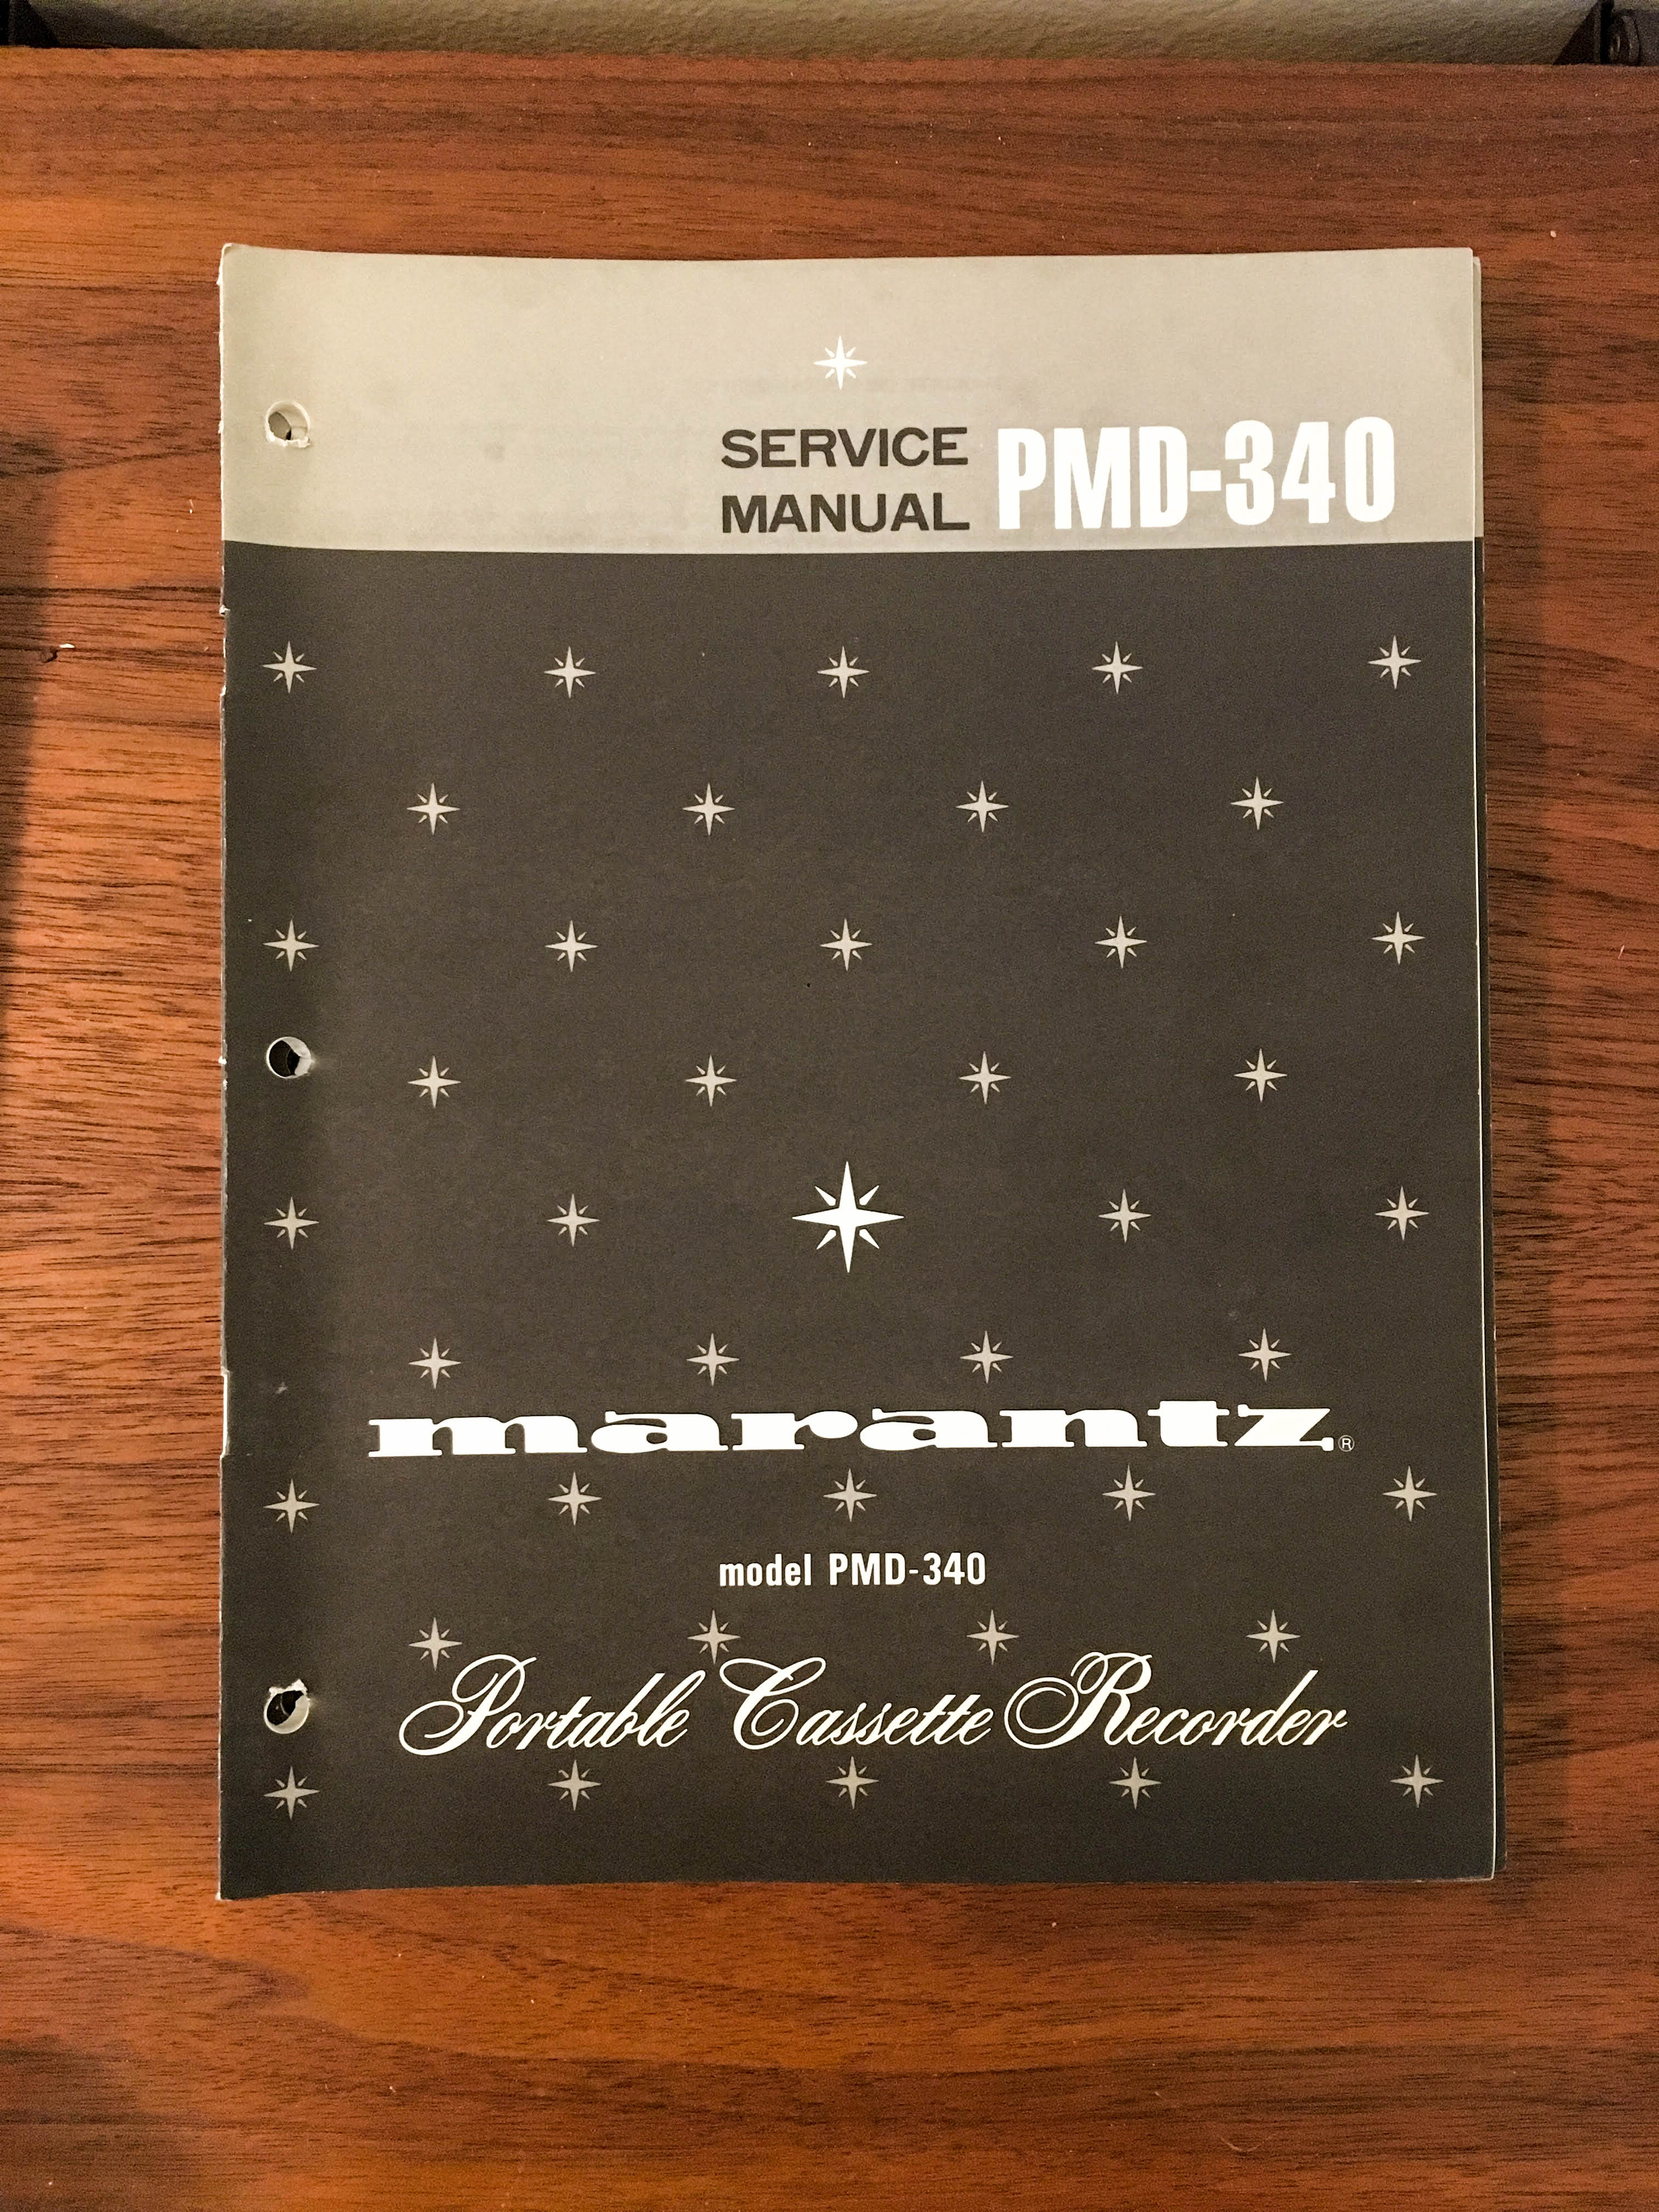 SERVICE
MANUAL PMD-340
marantz®
model PMD-340
Portable Cassette Recorder